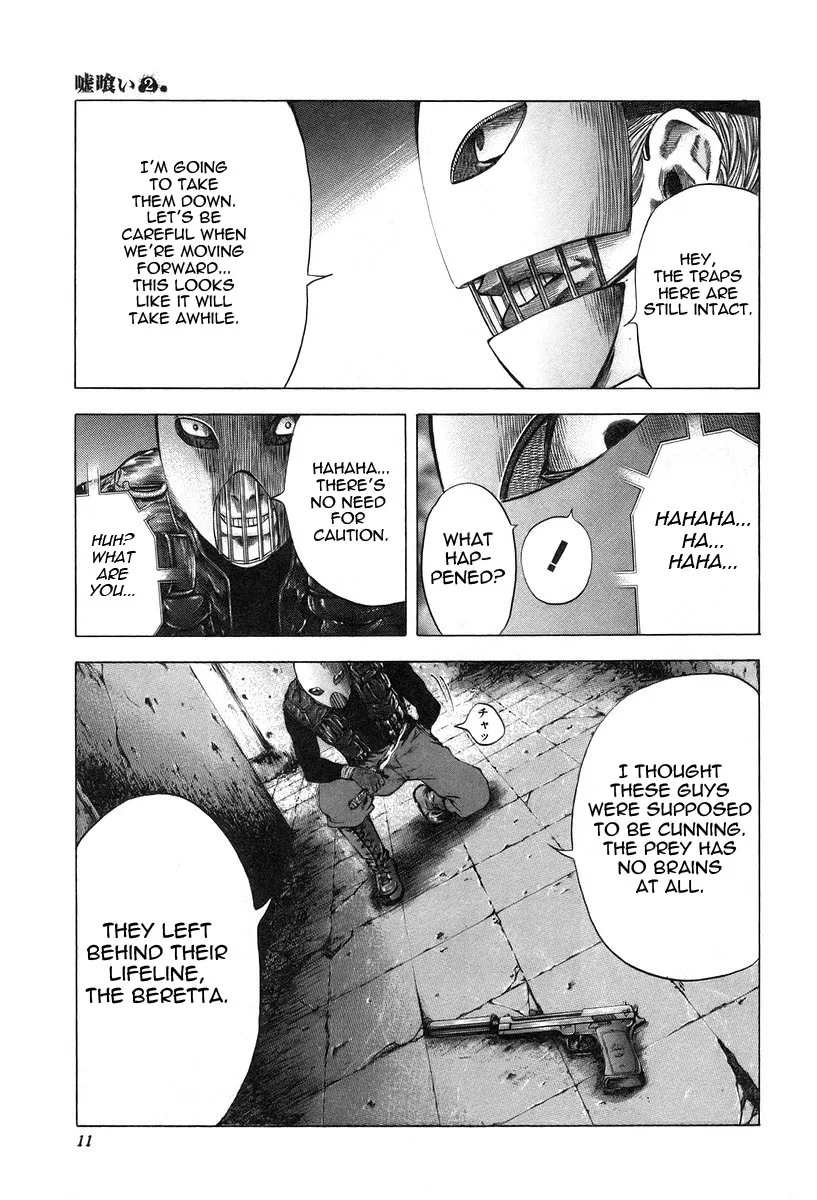 嘘喰い 2
HEY,
THE TRAPS
HERE ARE
STILL INTACT.
I'M GOING
TO TAKE
THEM DOWN.
LET'S BE
CAREFUL WHEN
WE'RE MOVING
FORWARD...
THIS LOOKS
LIKE IT WILL
TAKE AWHILE.
HAHAHA...
HA...
HAHA...
!
WHAT
HAP-
PENED?
HAHAHA...
THERE'S
NO NEED
FOR
CAUTION.
HUH?
WHAT
ARE
YOU...
チャッ
I THOUGHT
THESE GUYS
WERE SUPPOSED
TO BE CUNNING.
THE PREY HAS
NO BRAINS
AT ALL.
THEY LEFT
BEHIND THEIR
LIFELINE,
THE BERETTA.
11